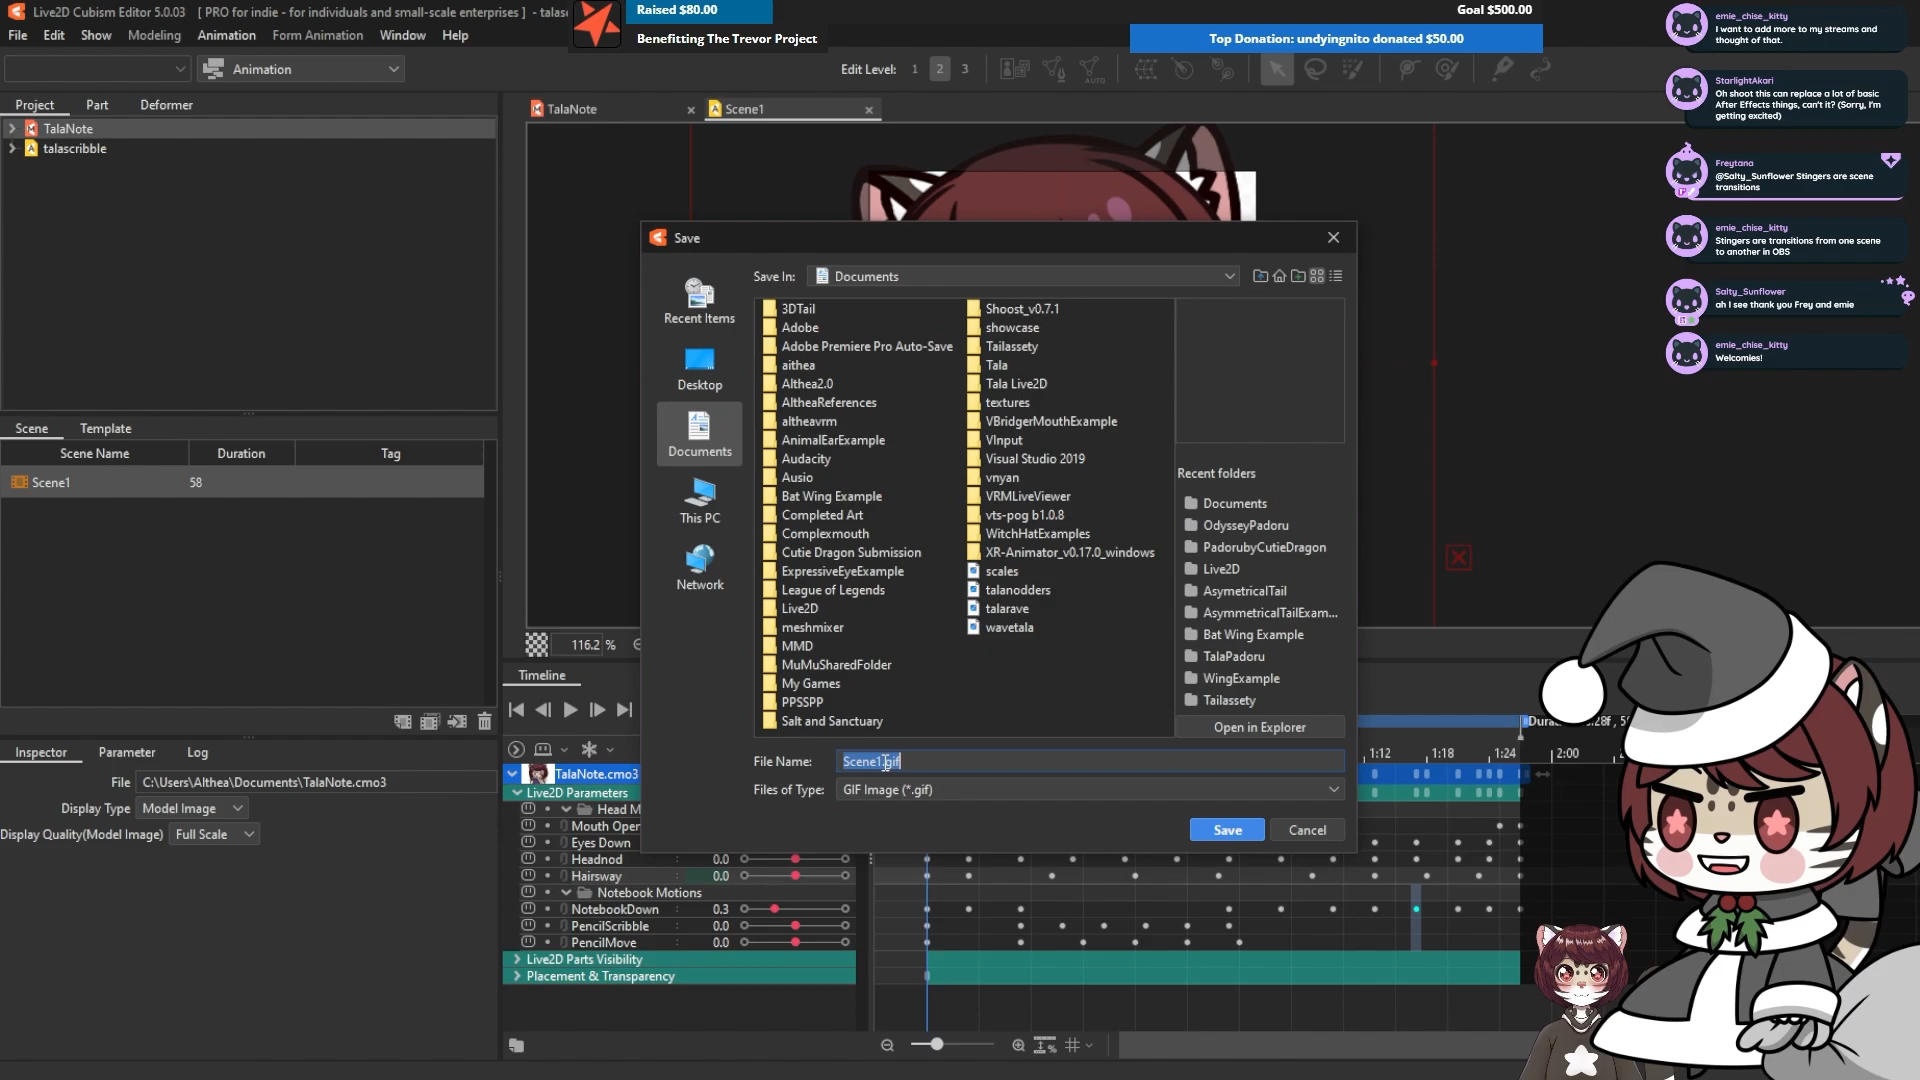 Live2D Cubism Editor 5.0.03 [ PRO for indie - for individuals and small-scale enterprises ] - talasc
Raised $80.00
Goal $500.00
Benefitting The Trevor Project
Top Donation: undyingnito donated $50.00
File Edit Show Modeling Animation Form Animation Window Help
Animation
Edit Level: 1 2 3
Project Part Deformer
TalaNote
talascribble
TalaNote
Scene1
Scene Template
Scene Name Duration Tag
Scene1 58
Inspector Parameter Log
File C:\Users\Althea\Documents\TalaNote.cmo3
Display Type Model Image
Display Quality(Model Image) Full Scale
116.2 %
Save
Save In: Documents
Recent Items
Desktop
Documents
This PC
Network
3DTail
Adobe
Adobe Premiere Pro Auto-Save
aithea
Althea2.0
AltheaReferences
altheavrm
AnimalEarExample
Audacity
Ausio
Bat Wing Example
Completed Art
Complexmouth
Cutie Dragon Submission
ExpressiveEyeExample
League of Legends
Live2D
meshmixer
MMD
MuMuSharedFolder
My Games
PPSSPP
Salt and Sanctuary
Shoost_v0.7.1
showcase
Tailassety
Tala
Tala Live2D
textures
VBridgerMouthExample
VInput
Visual Studio 2019
vnyan
VRMLiveViewer
vts-pog b1.0.8
WitchHatExamples
XR-Animator_v0.17.0_windows
scales
talanodders
talarave
wavetala
Recent folders
Documents
OdysseyPadoru
PadorubyCutieDragon
Live2D
AsymetricalTail
AsymmetricalTailExam...
Bat Wing Example
TalaPadoru
WingExample
Tailassety
Open in Explorer
File Name: Scene1.gif
Files of Type: GIF Image (*.gif)
Save Cancel
Timeline
1:12 1:18 1:24 2:00
TalaNote.cmo3
Live2D Parameters
Head M
Mouth Oper
Eyes Down
Headnod : 0.0
Hairsway : 0.0
Notebook Motions
NotebookDown : 0.3
PencilScribble : 0.0
PencilMove : 0.0
Live2D Parts Visibility
Placement & Transparency
emie_chise_kitty
I want to add more to my streams and
thought of that.
StarlightAkari
Oh shoot this can replace a lot of basic
After Effects things, can't it? (Sorry, I'm
getting excited)
Freytana
@Salty_Sunflower Stingers are scene
transitions
emie_chise_kitty
Stingers are transitions from one scene
to another in OBS
Salty_Sunflower
ah I see thank you Frey and emie
emie_chise_kitty
Welcomies!